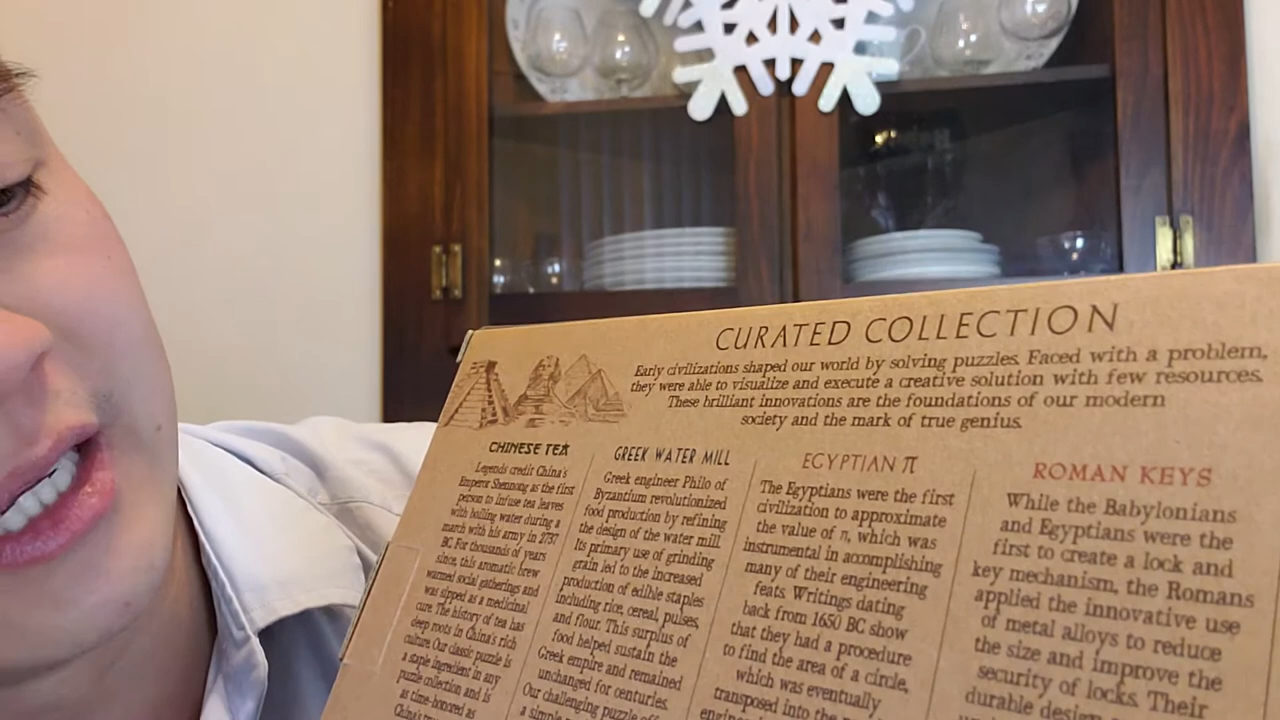 CURATED COLLECTION
Early civilizations shaped our world by solving puzzles. Faced with a problem,
they were able to visualize and execute a creative solution with few resources.
These brilliant innovations are the foundations of our modern
society and the mark of true genius.
CHINESE TEA
Legends credit China's
Emperor Shennong as the first
person to infuse tea leaves
with boiling water during a
march with his army in 2737
BC. For thousands of years
since, this aromatic brew
warmed social gatherings and
was sipped as a medicinal
cure. The history of tea has
deep roots in China's rich
culture. Our classic puzzle is
a staple ingredient in any
puzzle collection and is
as time-honored as
China's
GREEK WATER MILL
Greek engineer Philo of
Byzantium revolutionized
food production by refining
the design of the water mill.
Its primary use of grinding
grain led to the increased
production of edible staples
including rice, cereal, pulses,
and flour. This surplus of
food helped sustain the
Greek empire and remained
unchanged for centuries.
Our challenging puzzle
a simple
EGYPTIAN π
The Egyptians were the first
civilization to approximate
the value of π, which was
instrumental in accomplishing
many of their engineering
feats. Writings dating
back from 1650 BC show
that they had a procedure
to find the area of a circle,
which was eventually
transposed into the
ROMAN KEYS
While the Babylonians
and Egyptians were the
first to create a lock and
key mechanism, the Romans
applied the innovative use
of metal alloys to reduce
the size and improve the
security of locks. Their
durable